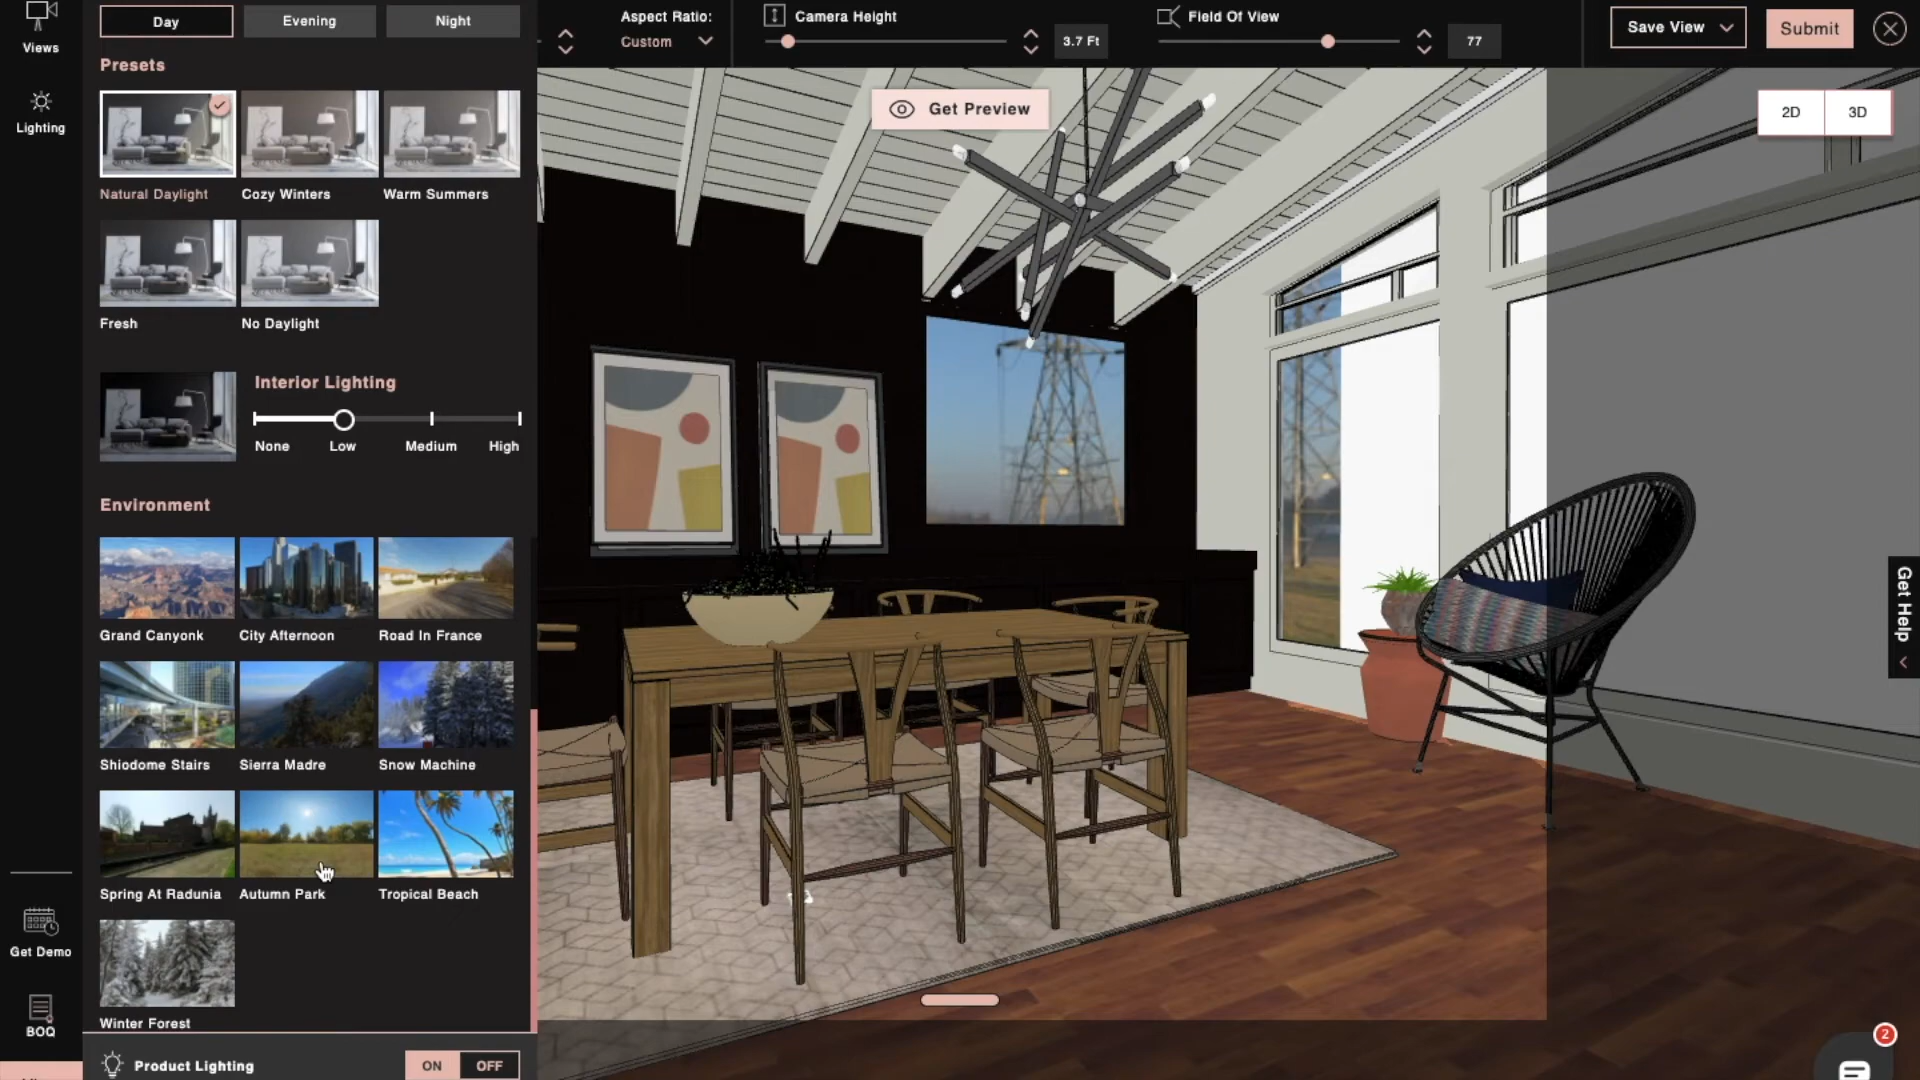 Views
Lighting
Get Demo
BOQ
Day
Evening
Night
Presets
Natural Daylight
Cozy Winters
Warm Summers
Fresh
No Daylight
Interior Lighting
None
Low
Medium
High
Environment
Grand Canyonk
City Afternoon
Road In France
Shiodome Stairs
Sierra Madre
Snow Machine
Spring At Radunia
Autumn Park
Tropical Beach
Winter Forest
Product Lighting
ON
OFF
Aspect Ratio:
Custom
Camera Height
3.7 Ft
Field Of View
77
Save View
Submit
Get Preview
2D
3D
Get Help
2